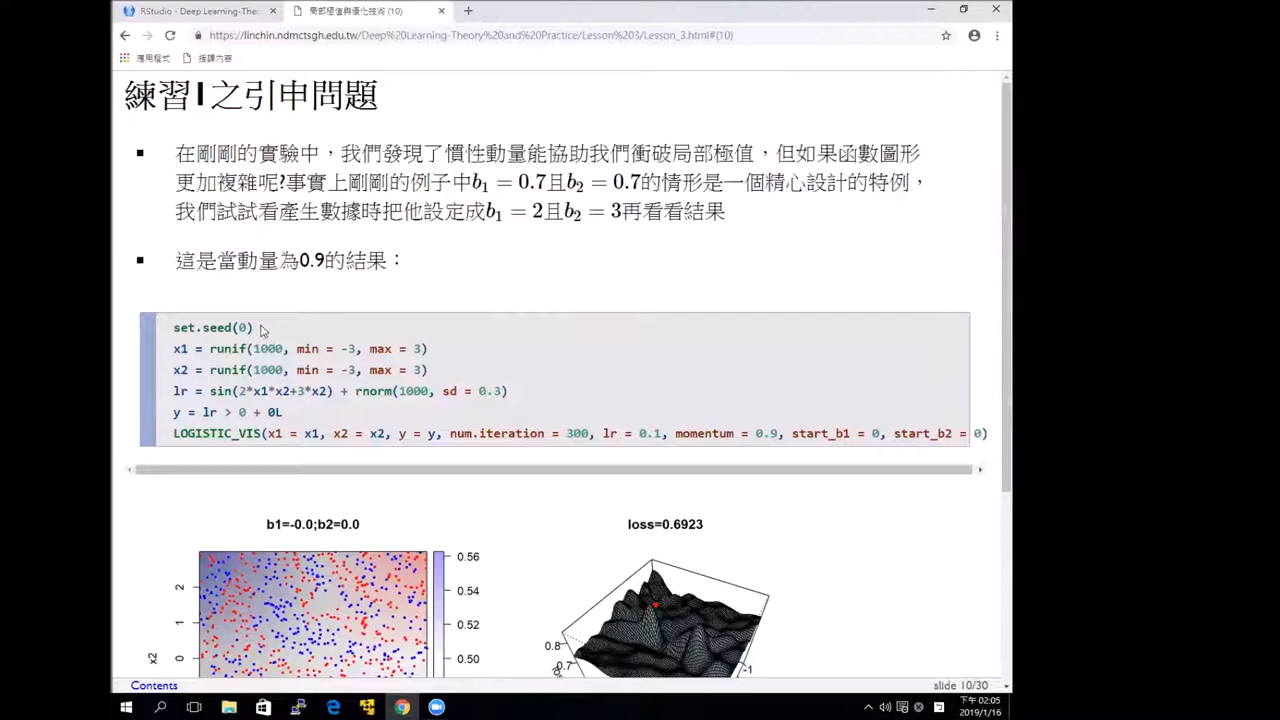 RStudio - Deep Learning-The
局部極值與優化技術 (10)
https://linchin.ndmctsgh.edu.tw/Deep%20Learning-Theory%20and%20Practice/Lesson%203/Lesson_3.html#(10)
應用程式
授課內容
練習1之引申問題
在剛剛的實驗中，我們發現了慣性動量能協助我們衝破局部極值，但如果函數圖形
更加複雜呢?事實上剛剛的例子中b1 = 0.7且b2 = 0.7的情形是一個精心設計的特例，
我們試試看產生數據時把他設定成b1 = 2且b2 = 3再看看結果
這是當動量為0.9的結果：
set.seed(0)
x1 = runif(1000, min = -3, max = 3)
x2 = runif(1000, min = -3, max = 3)
lr = sin(2*x1*x2+3*x2) + rnorm(1000, sd = 0.3)
y = lr > 0 + 0L
LOGISTIC_VIS(x1 = x1, x2 = x2, y = y, num.iteration = 300, lr = 0.1, momentum = 0.9, start_b1 = 0, start_b2 = 0)
b1=-0.0;b2=0.0
loss=0.6923
0.56
2
0.54
1
0.52
x2
0
0.50
0.8
0.7
-1
Contents
slide 10/30
下午 02:05
2019/1/16